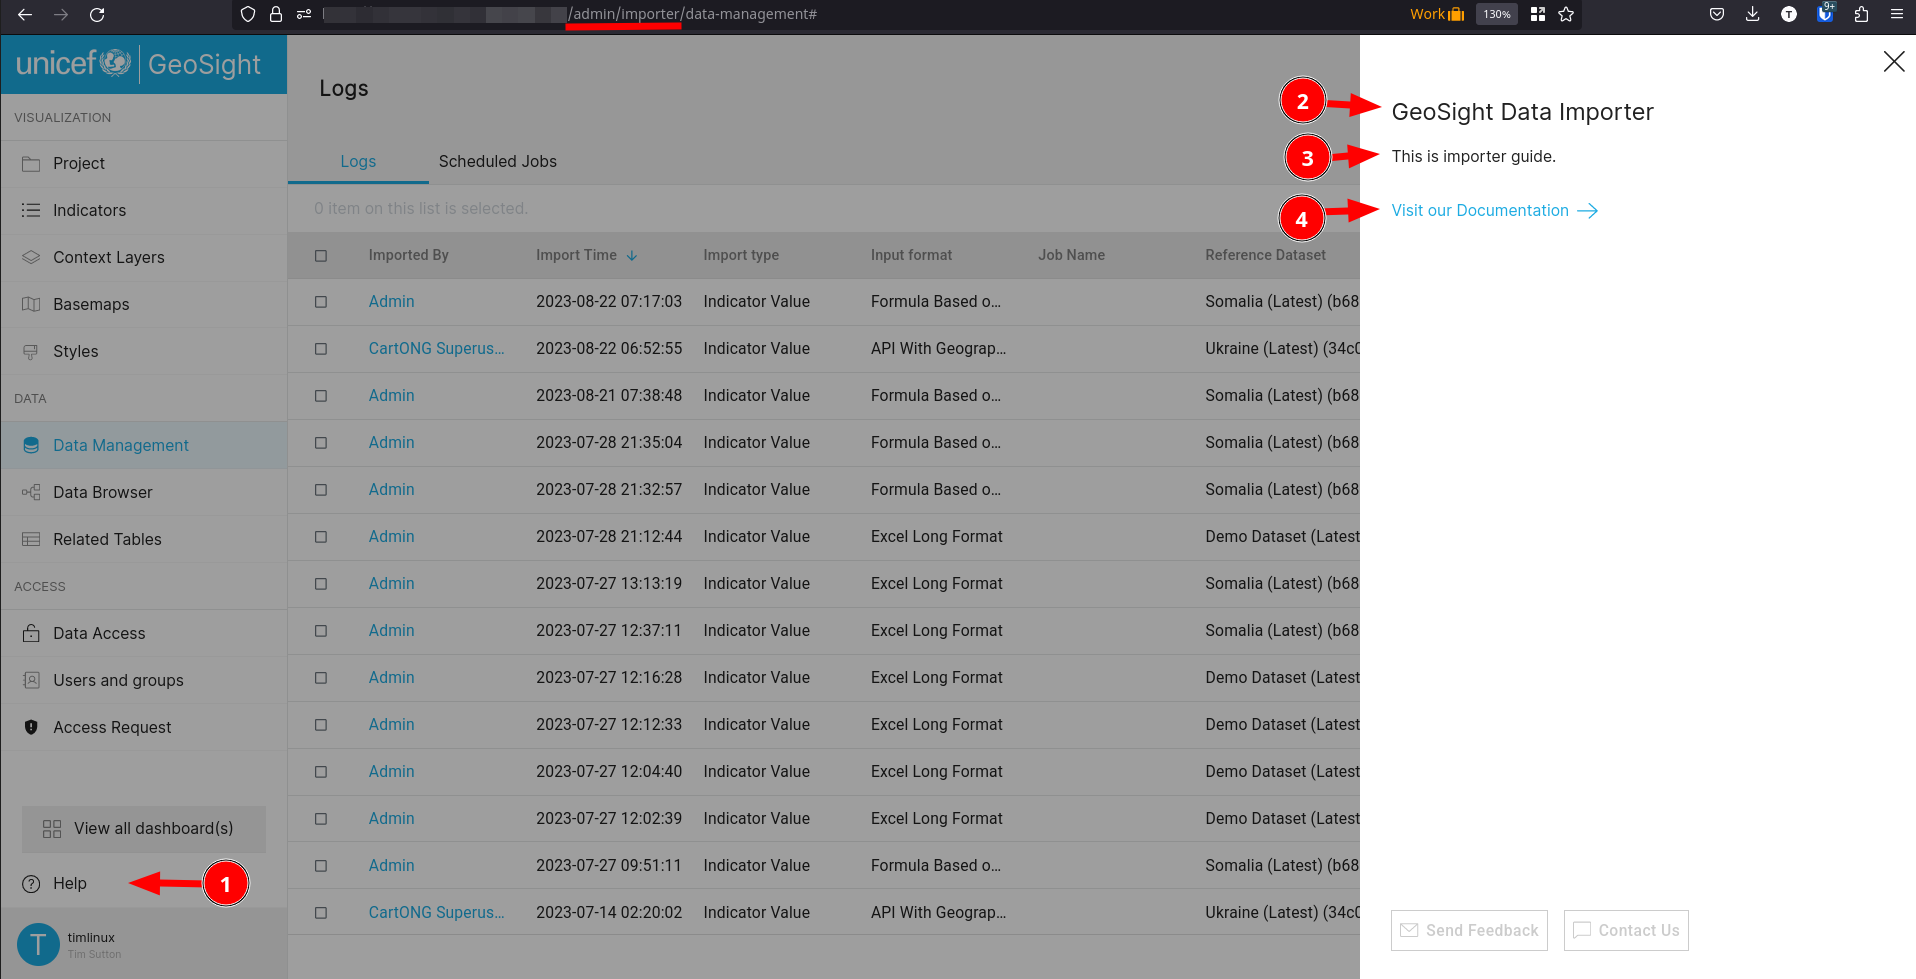 /admin/importer/data-management#
Work
130%
T
9+
unicef GeoSight
VISUALIZATION
Project
Indicators
Context Layers
Basemaps
Styles
DATA
Data Management
Data Browser
Related Tables
ACCESS
Data Access
Users and groups
Access Request
View all dashboard(s)
Help
1
T
timlinux
Tim Sutton
Logs
Logs Scheduled Jobs
0 item on this list is selected.
Imported By Import Time Import type Input format Job Name Reference Dataset
Admin 2023-08-22 07:17:03 Indicator Value Formula Based o... Somalia (Latest) (b68
CartONG Superus... 2023-08-22 06:52:55 Indicator Value API With Geograp... Ukraine (Latest) (34c0
Admin 2023-08-21 07:38:48 Indicator Value Formula Based o... Somalia (Latest) (b68
Admin 2023-07-28 21:35:04 Indicator Value Formula Based o... Somalia (Latest) (b68
Admin 2023-07-28 21:32:57 Indicator Value Formula Based o... Somalia (Latest) (b68
Admin 2023-07-28 21:12:44 Indicator Value Excel Long Format Demo Dataset (Latest
Admin 2023-07-27 13:13:19 Indicator Value Excel Long Format Somalia (Latest) (b68
Admin 2023-07-27 12:37:11 Indicator Value Excel Long Format Somalia (Latest) (b68
Admin 2023-07-27 12:16:28 Indicator Value Excel Long Format Demo Dataset (Latest
Admin 2023-07-27 12:12:33 Indicator Value Excel Long Format Demo Dataset (Latest
Admin 2023-07-27 12:04:40 Indicator Value Excel Long Format Demo Dataset (Latest
Admin 2023-07-27 12:02:39 Indicator Value Excel Long Format Demo Dataset (Latest
Admin 2023-07-27 09:51:11 Indicator Value Formula Based o... Somalia (Latest) (b68
CartONG Superus... 2023-07-14 02:20:02 Indicator Value API With Geograp... Ukraine (Latest) (34c0
2
GeoSight Data Importer
3
This is importer guide.
4
Visit our Documentation
Send Feedback
Contact Us